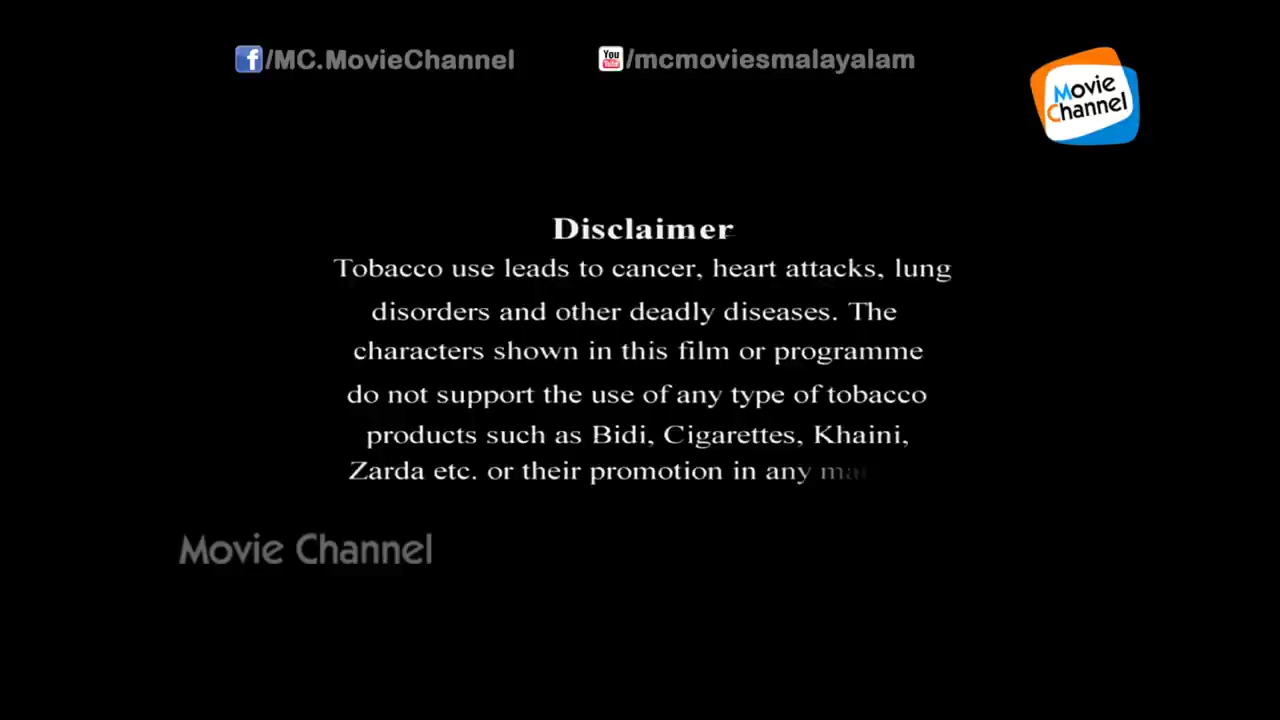 /MC.MovieChannel
/mcmoviesmalayalam
Movie
Channel
Disclaimer
Tobacco use leads to cancer, heart attacks, lung
disorders and other deadly diseases. The
characters shown in this film or programme
do not support the use of any type of tobacco
products such as Bidi, Cigarettes, Khaini,
Zarda etc. or their promotion in any
Movie Channel